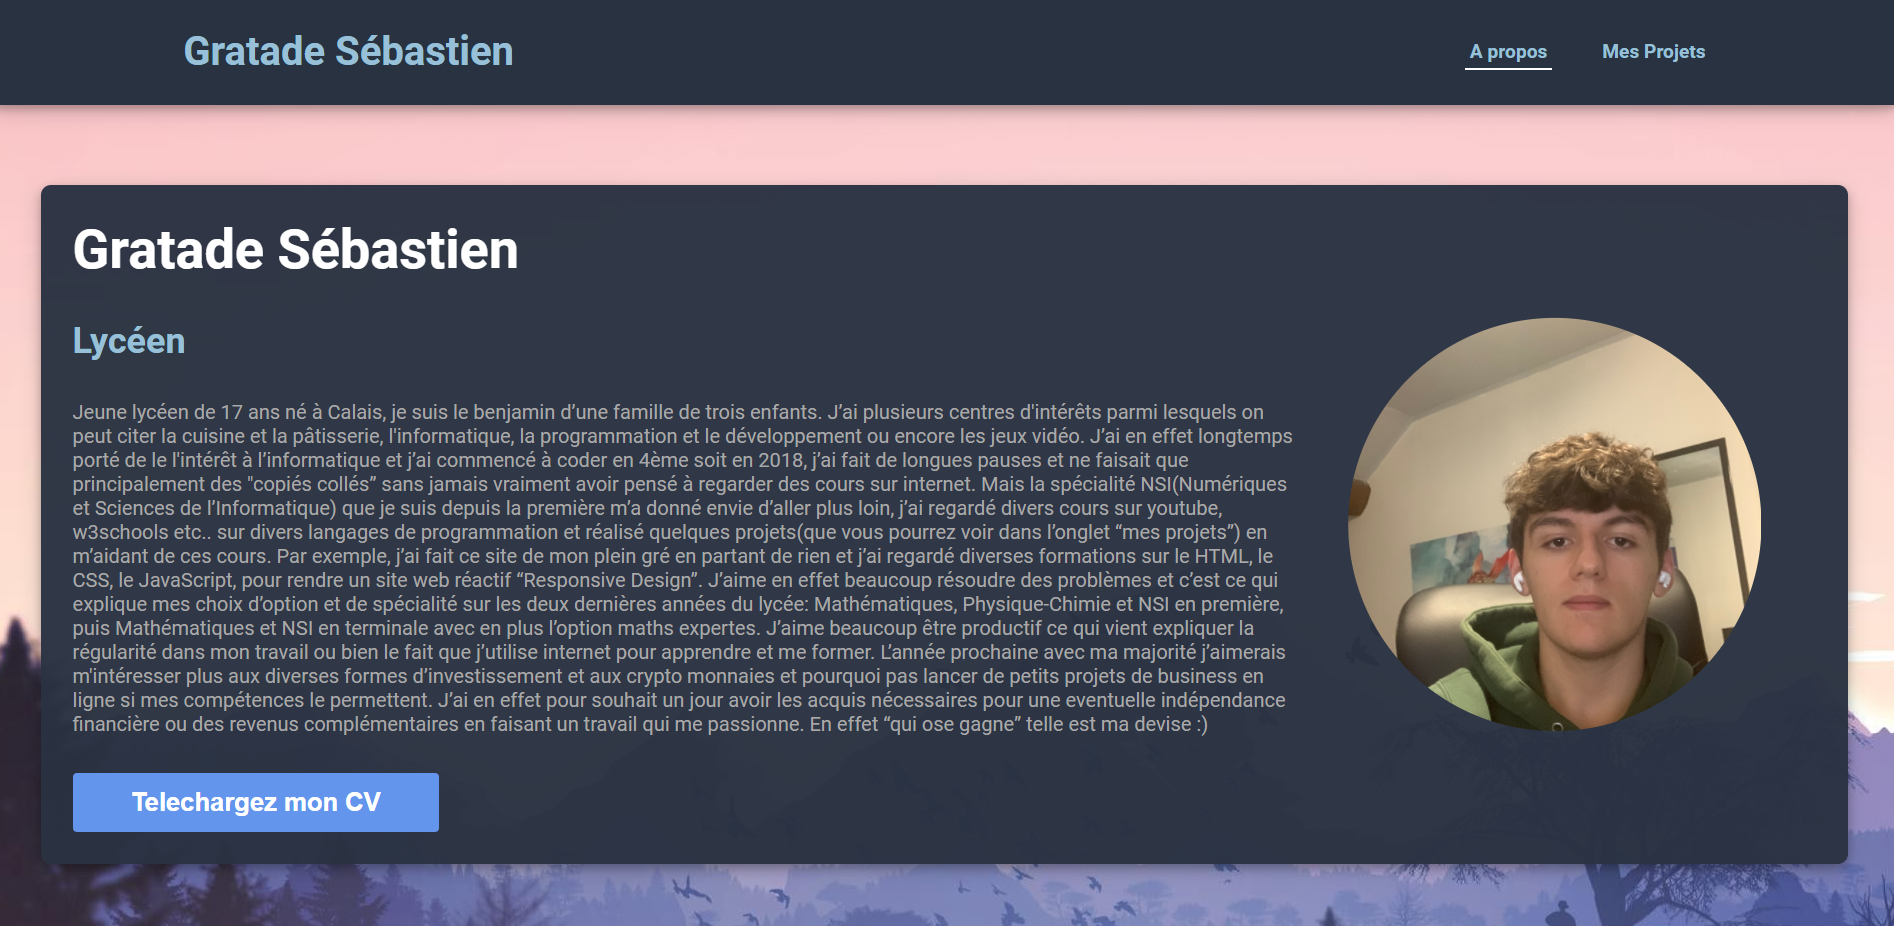 Gratade Sébastien
A propos
Mes Projets
Gratade Sébastien
Lycéen
Jeune lycéen de 17 ans né à Calais, je suis le benjamin d’une famille de trois enfants. J’ai plusieurs centres d'intérêts parmi lesquels on
peut citer la cuisine et la pâtisserie, l'informatique, la programmation et le développement ou encore les jeux vidéo. J’ai en effet longtemps
porté de le l'intérêt à l’informatique et j’ai commencé à coder en 4ème soit en 2018, j’ai fait de longues pauses et ne faisait que
principalement des "copiés collés” sans jamais vraiment avoir pensé à regarder des cours sur internet. Mais la spécialité NSI(Numériques
et Sciences de l’Informatique) que je suis depuis la première m’a donné envie d’aller plus loin, j’ai regardé divers cours sur youtube,
w3schools etc.. sur divers langages de programmation et réalisé quelques projets(que vous pourrez voir dans l’onglet “mes projets”) en
m’aidant de ces cours. Par exemple, j’ai fait ce site de mon plein gré en partant de rien et j’ai regardé diverses formations sur le HTML, le
CSS, le JavaScript, pour rendre un site web réactif “Responsive Design”. J’aime en effet beaucoup résoudre des problèmes et c’est ce qui
explique mes choix d’option et de spécialité sur les deux dernières années du lycée: Mathématiques, Physique-Chimie et NSI en première,
puis Mathématiques et NSI en terminale avec en plus l’option maths expertes. J’aime beaucoup être productif ce qui vient expliquer la
régularité dans mon travail ou bien le fait que j’utilise internet pour apprendre et me former. L’année prochaine avec ma majorité j’aimerais
m'intéresser plus aux diverses formes d’investissement et aux crypto monnaies et pourquoi pas lancer de petits projets de business en
ligne si mes compétences le permettent. J’ai en effet pour souhait un jour avoir les acquis nécessaires pour une eventuelle indépendance
financière ou des revenus complémentaires en faisant un travail qui me passionne. En effet “qui ose gagne” telle est ma devise :)
Telechargez mon CV